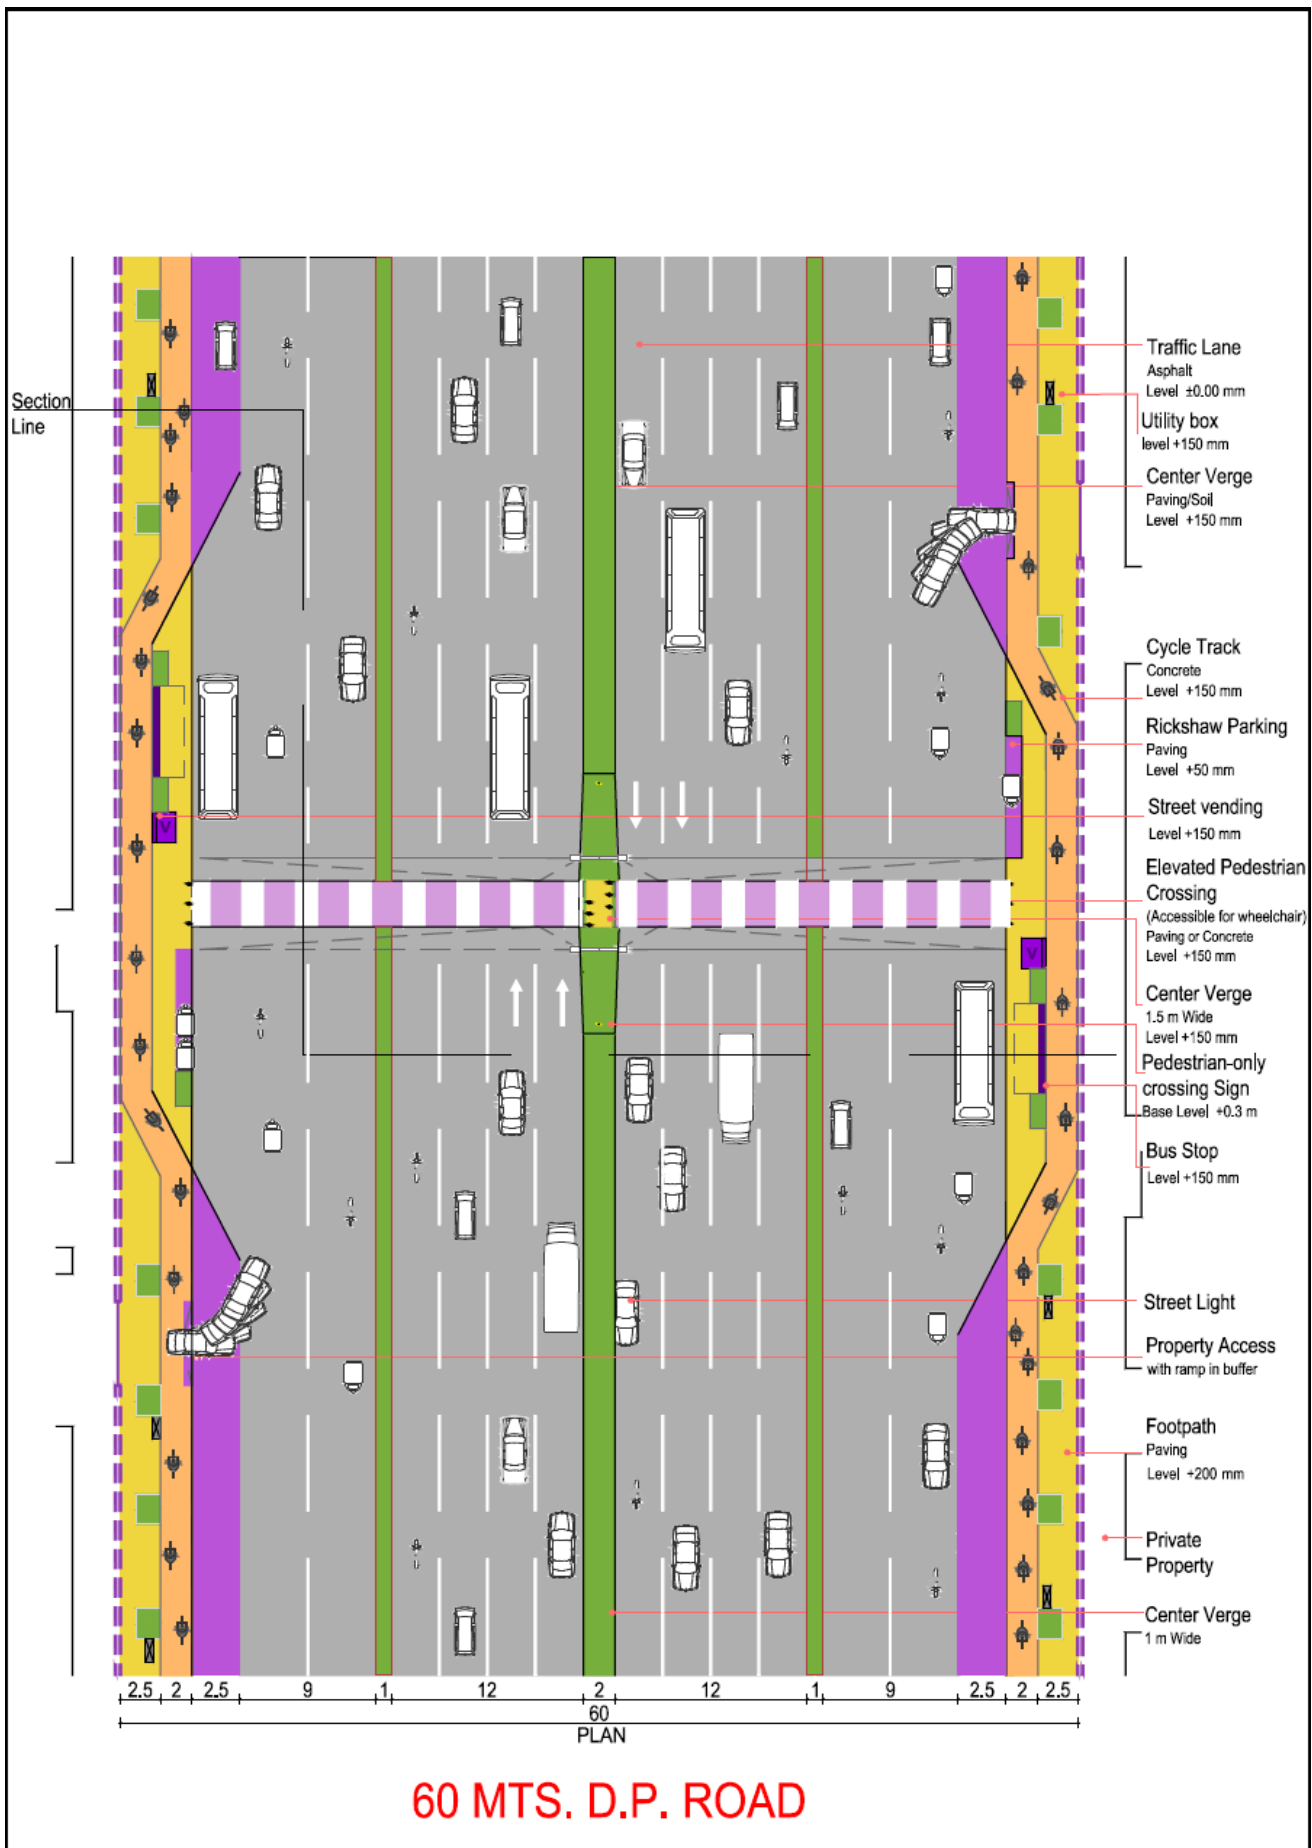 Section
Line
Traffic Lane
Asphalt
Level ±0.00 mm
Utility box
level +150 mm
Center Verge
Paving/Soil
Level +150 mm
Cycle Track
Concrete
Level +150 mm
Rickshaw Parking
Paving
Level +50 mm
Street vending
Level +150 mm
V
Elevated Pedestrian
Crossing
(Accessible for wheelchair)
Paving or Concrete
Level +150 mm
V
Center Verge
1.5 m Wide
Level +150 mm
Pedestrian-only
crossing Sign
Base Level +0.3 m
Bus Stop
Level +150 mm
Street Light
Property Access
with ramp in buffer
Footpath
Paving
Level +200 mm
Private
Property
Center Verge
1 m Wide
2.5 2 2.5 9 1 12 2 12 1 9 2.5 2 2.5
60
PLAN
60 MTS. D.P. ROAD